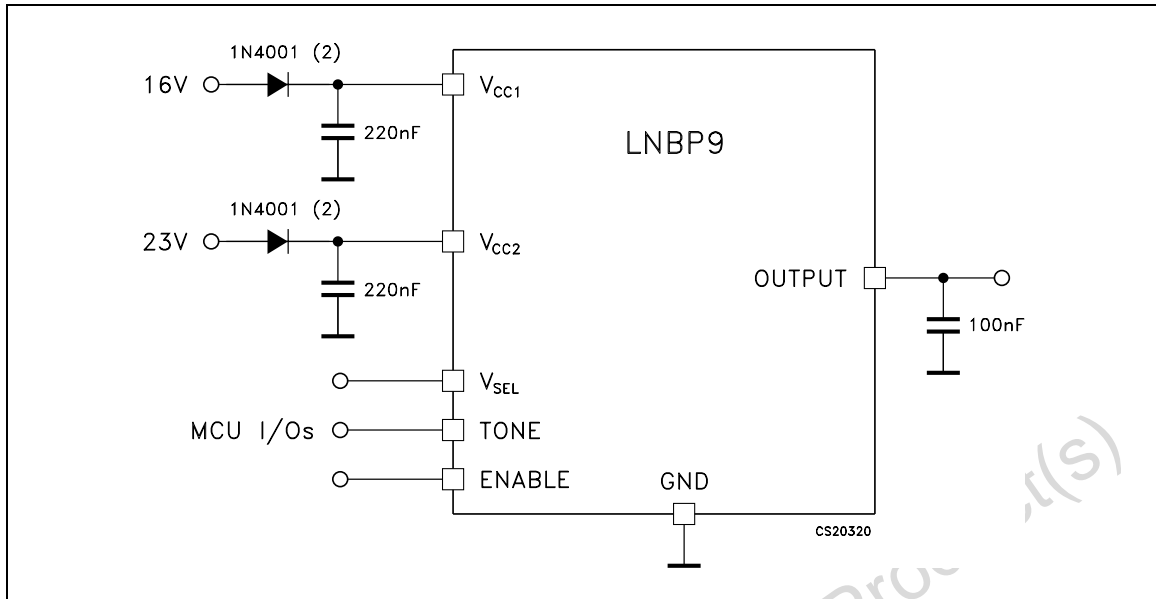 1N4001 (2)
16V
V_CC1
220nF
LNBP9
1N4001 (2)
23V
V_CC2
220nF
OUTPUT
100nF
V_SEL
MCU I/Os
TONE
ENABLE
GND
CS20320